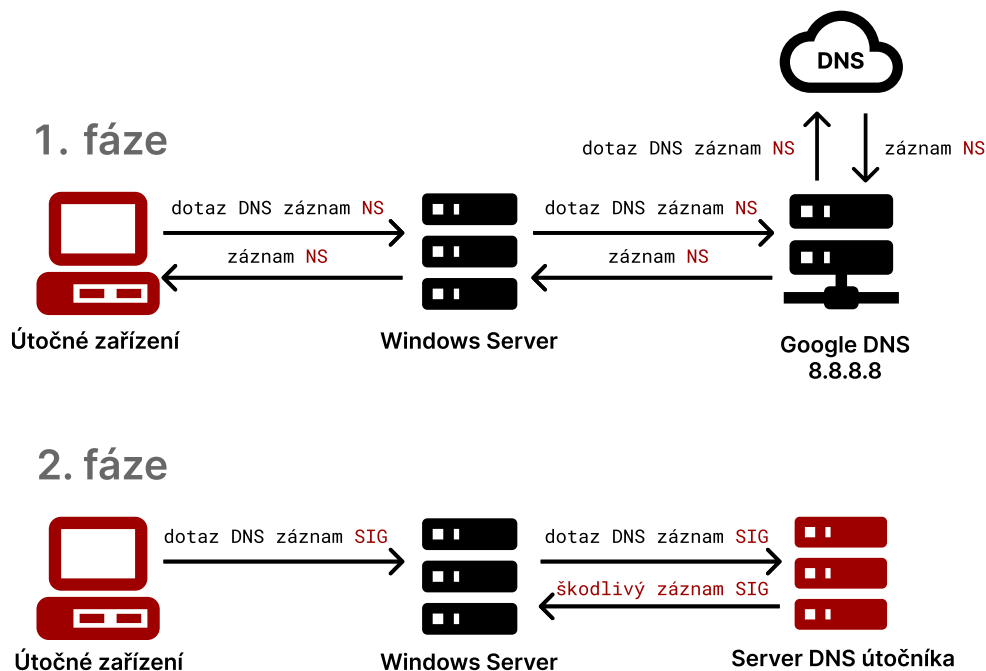 DNS
1. fáze
dotaz DNS záznam NS
záznam NS
dotaz DNS záznam NS
dotaz DNS záznam NS
záznam NS
záznam NS
Útočné zařízení
Windows Server
Google DNS
8.8.8.8
2. fáze
dotaz DNS záznam SIG
dotaz DNS záznam SIG
škodlivý záznam SIG
Útočné zařízení
Windows Server
Server DNS útočníka